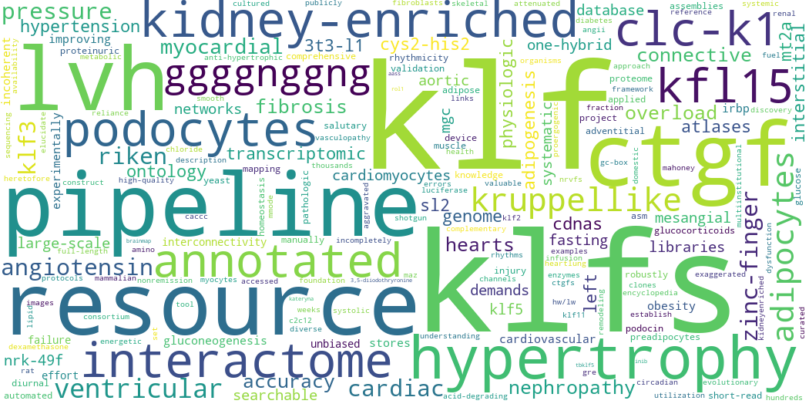 pressure
hypertension
improving
proteinuric
incoherent
availability
sequencing
lvh
klf3
elucidate
heretofore
experimentally
kidney-enriched
myocardial
3t3-l1
cys2-his2
anti-hypertrophic
comprehensive
ggggnggng
networks
fibrosis
podocytes
riken
ontology
transcriptomic
reliance
smooth
vasculopathy
salutary
device
muscle
health
links
adipose
aortic
mgc
validation
rhythmicity
cultured
publicly
fibroblasts
skeletal
attenuated
diabetes
angii
klf
physiologic
adipogenesis
organisms
systematic
one-hybrid
database
assemblies
reference
systemic
renal
clc-k1
connective
mt2a
interstitial
approach
fuel
proteome
framework
applied
kfl15
overload
irbp
discovery
fraction
project
atlases
adventitial
ctgf
gc-box
domestic
mahoney
multiinstitutional
adipocytes
glucose
chloride
description
thousands
mapping
construct
high-quality
yeast
cardiomyocytes
knowledge
errors
valuable
nrvfs
luciferase
sl2
kruppellike
shotgun
klf2
genome
asm
mesangial
cdnas
glucocorticoids
pipeline
caccc
homeostasis
mmode
pathologic
aggravated
incompletely
amino
large-scale
full-length
brainmap
interconnectivity
manually
complementary
hearts
fasting
libraries
interactome
angiotensin
annotated
foundation
3,5-diiodothyronine
nonremission
myocytes
accessed
mammalian
protocols
images
lipid
consortium
tool
c2c12
diverse
kateryna
weeks
systolic
resource
klfs
rhythms
examples
heartling
demands
injury
infusion
channels
enzymes
ctgfs
klf5
hw/lw
klf11
left
remodeling
cardiovascular
robustly
clones
encyclopedia
obesity
establish
podocin
preadipocytes
exaggerated
kidneyenriched
zinc-finger
dysfunction
curated
failure
energetic
gluconeogenesis
unbiased
stores
dexamethasone
nrk-49f
effort
rat
diurnal
automated
ventricular
accuracy
searchable
cardiac
acid-degrading
understanding
hypertrophy
nephropathy
gre
circadian
evolutionary
utilization
short-read
hundreds